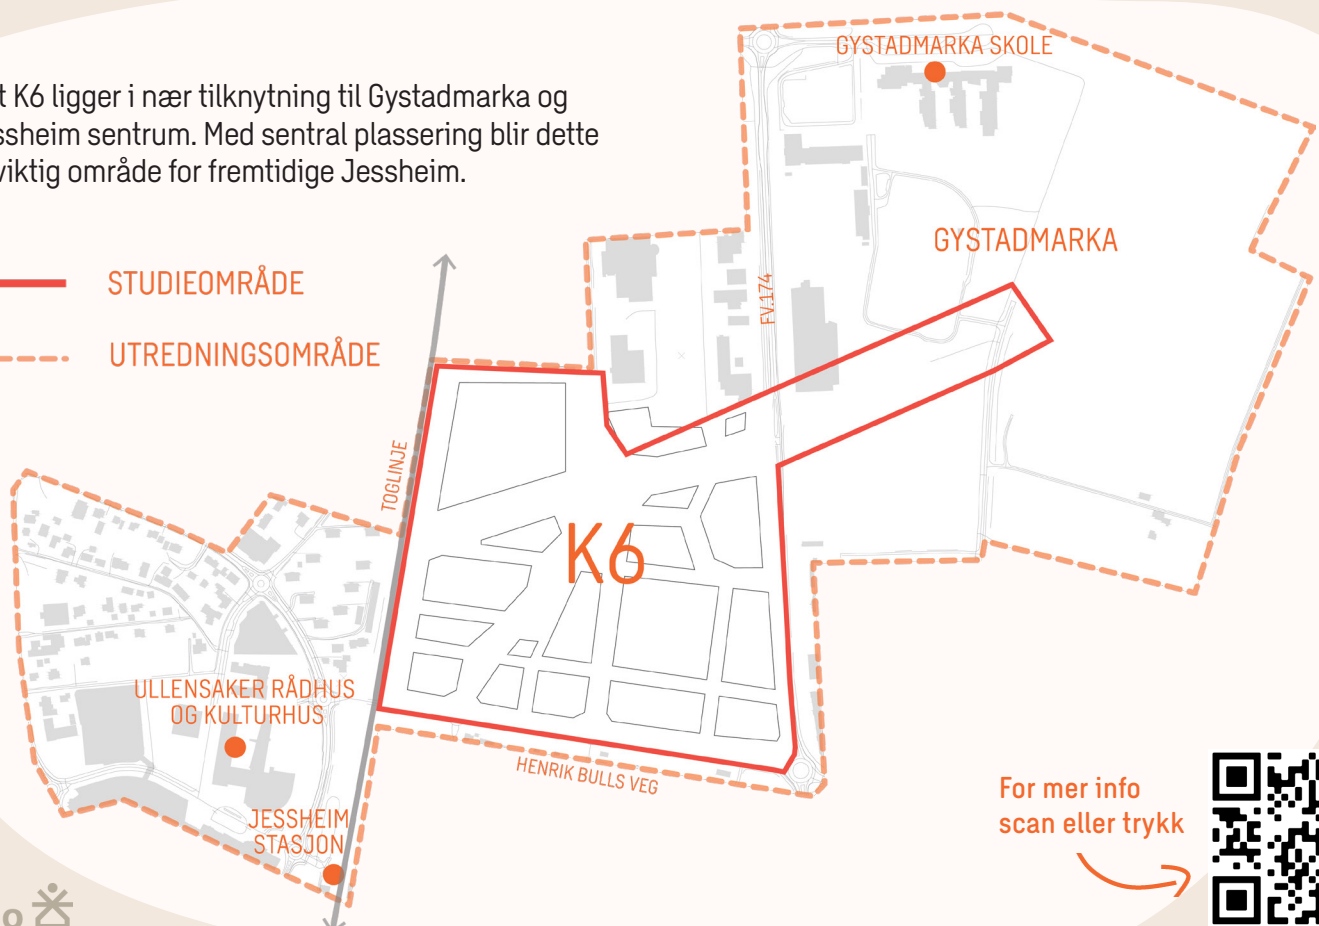 t K6 ligger i nær tilknytning til Gystadmarka og
ssheim sentrum. Med sentral plassering blir dette
viktig område for fremtidige Jessheim.
STUDIEOMRÅDE
UTREDNINGSOMRÅDE
GYSTADMARKA SKOLE
GYSTADMARKA
FV.174
TOGLINJE
K6
ULLENSAKER RÅDHUS
OG KULTURHUS
HENRIK BULLS VEG
JESSHEIM
STASJON
For mer info
scan eller trykk
o